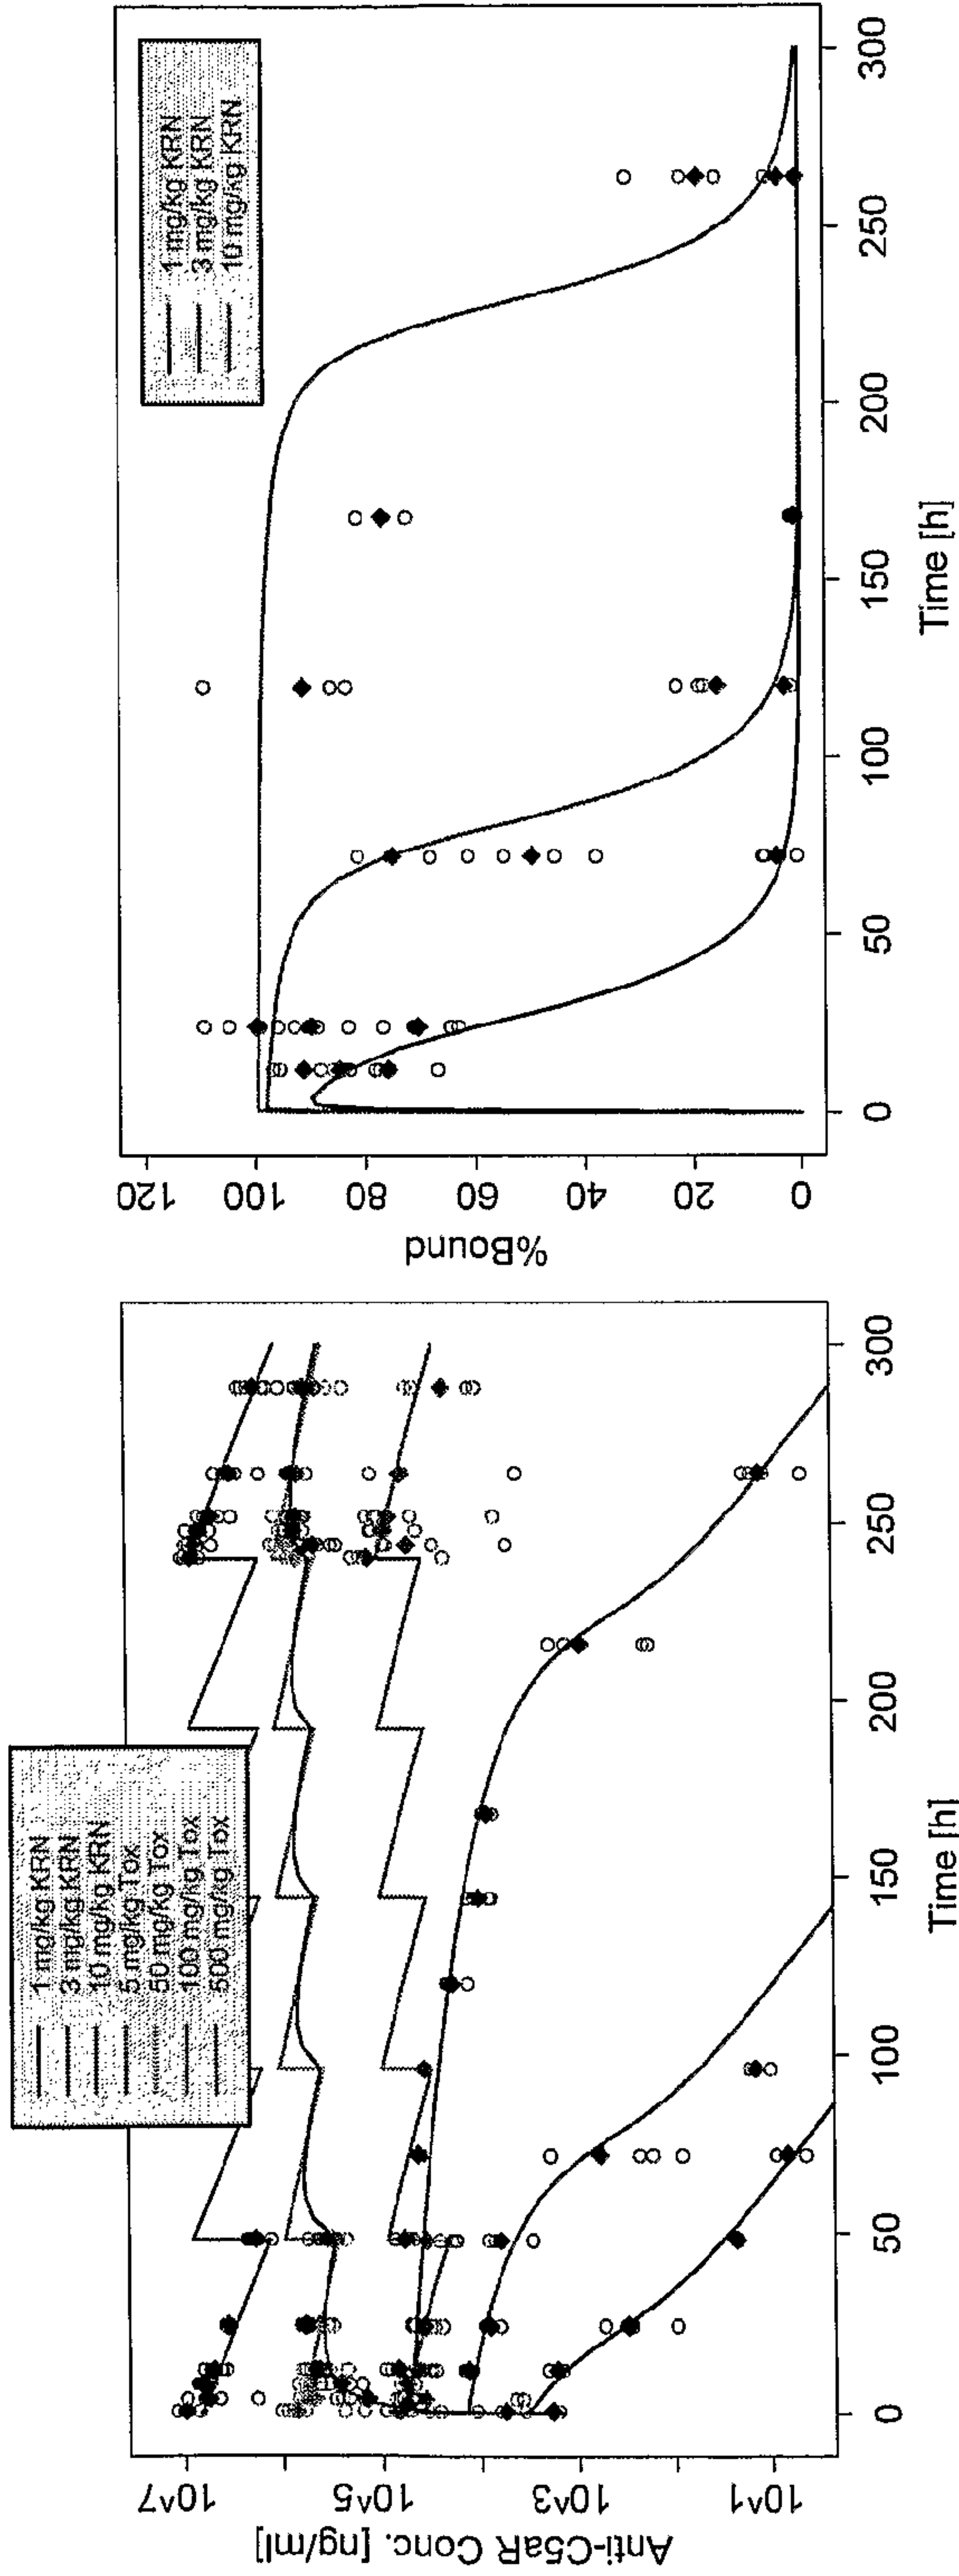 1 mg/kg KRN
3 mg/kg KRN
10 mg/kg KRN
5 mg/kg Tox
50 mg/kg Tox
100 mg/kg Tox
500 mg/kg Tox
Anti-C5aR Conc. [ng/ml]
10^7
10^5
10^3
10^1
0
50
100
150
200
250
300
Time [h]
1 mg/kg KRN
3 mg/kg KRN
10 mg/kg KRN
%Bound
120
100
80
60
40
20
0
0
50
100
150
200
250
300
Time [h]